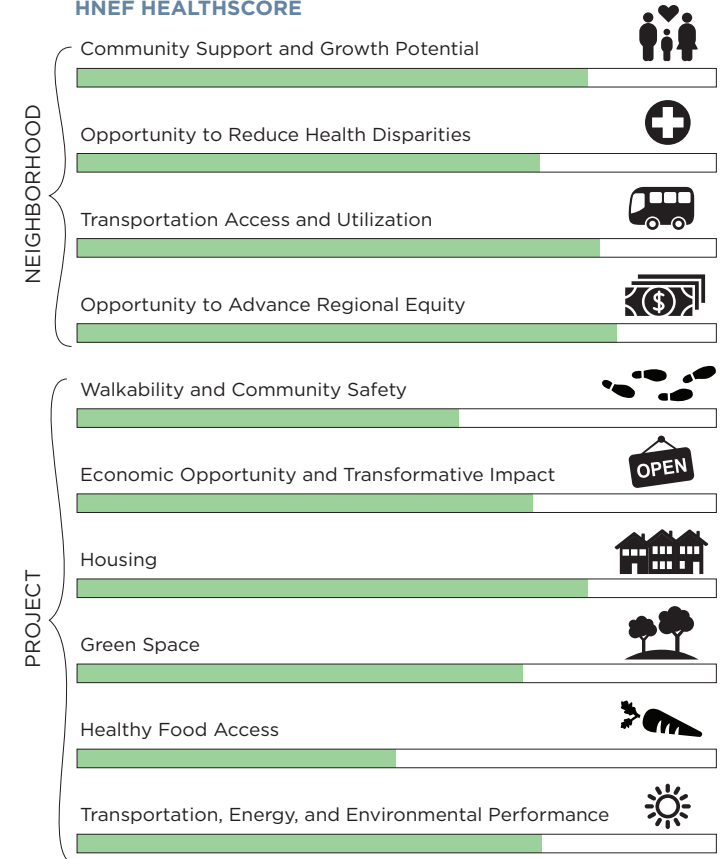 HNEF HEALTHSCORE
NEIGHBORHOOD
Community Support and Growth Potential
Opportunity to Reduce Health Disparities
Transportation Access and Utilization
Opportunity to Advance Regional Equity
$
PROJECT
Walkability and Community Safety
Economic Opportunity and Transformative Impact
OPEN
Housing
Green Space
Healthy Food Access
Transportation, Energy, and Environmental Performance